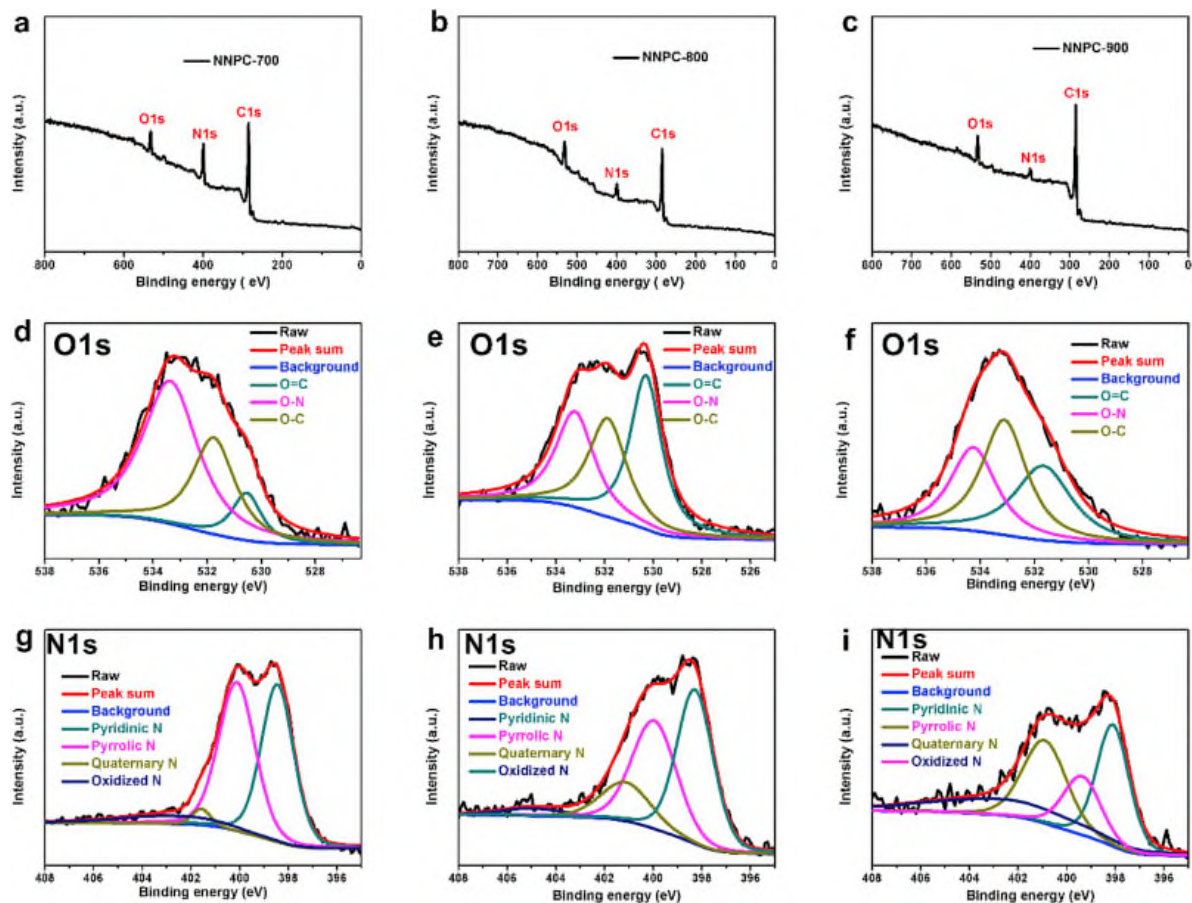 a
NNPC-700
O1s
N1s
C1s
Intensity (a.u.)
800
600
400
200
0
Binding energy ( eV)
b
NNPC-800
O1s
N1s
C1s
Intensity (a.u.)
800
700
600
500
400
300
200
100
0
Binding energy (eV)
c
NNPC-900
O1s
N1s
C1s
Intensity (a.u.)
800
700
600
500
400
300
200
100
0
Binding energy (eV)
d
O1s
Raw
Peak sum
Background
O=C
O-N
O-C
Intensity (a.u.)
538
536
534
532
530
528
Binding energy (eV)
e
O1s
Raw
Peak sum
Background
O=C
O-N
O-C
Intensity (a.u.)
538
536
534
532
530
528
526
Binding energy (eV)
f
O1s
Raw
Peak sum
Background
O=C
O-N
O-C
Intensity (a.u.)
538
536
534
532
530
528
Binding energy (eV)
g
N1s
Raw
Peak sum
Background
Pyridinic N
Pyrrolic N
Quaternary N
Oxidized N
Intensity (a.u.)
408
406
404
402
400
398
396
Binding energy (eV)
h
N1s
Raw
Peak sum
Background
Pyridinic N
Pyrrolic N
Quaternary N
Oxidized N
Intensity (a.u.)
408
406
404
402
400
398
396
Binding energy (eV)
i
N1s
Raw
Peak sum
Background
Pyridinic N
Pyrrolic N
Quaternary N
Oxidized N
Intensity (a.u.)
408
406
404
402
400
398
396
Binding energy (eV)